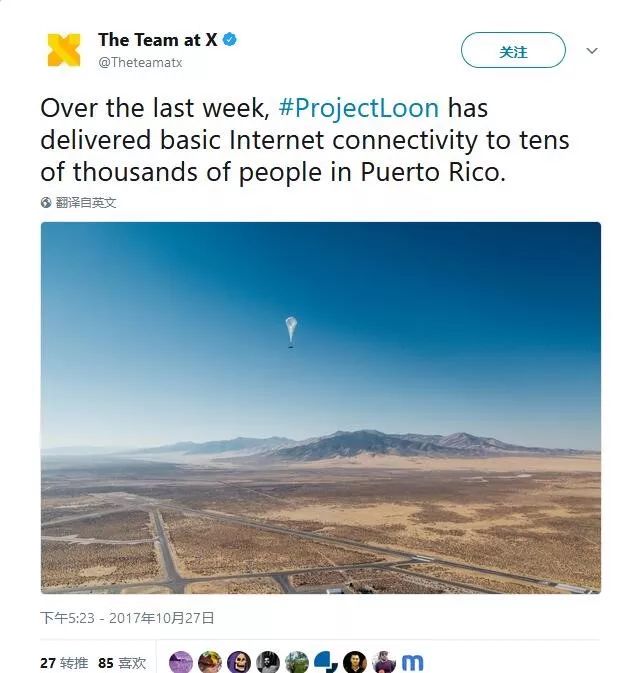 The Team at X
@Theteamatx
关注
Over the last week, #ProjectLoon has
delivered basic Internet connectivity to tens
of thousands of people in Puerto Rico.
翻译自英文
下午5:23 - 2017年10月27日
27 转推 85 喜欢